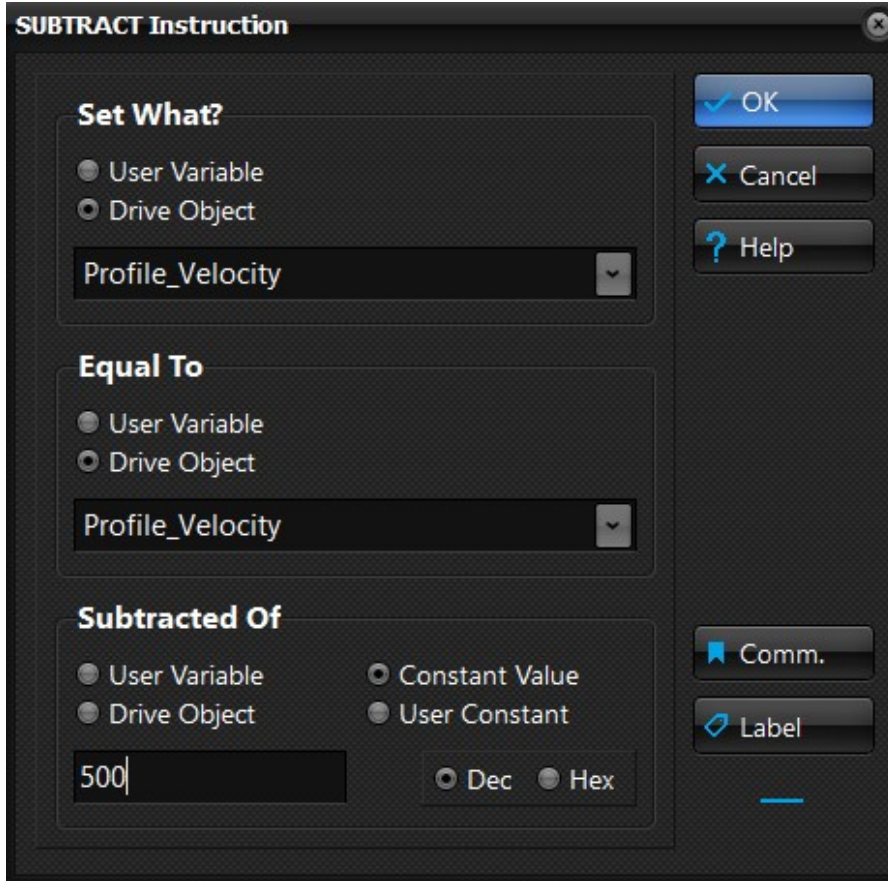 SUBTRACT Instruction
Set What?
User Variable
Drive Object
Profile_Velocity
Equal To
User Variable
Drive Object
Profile_Velocity
Subtracted Of
User Variable
Constant Value
Drive Object
User Constant
500
Dec
Hex
OK
Cancel
Help
Comm.
Label